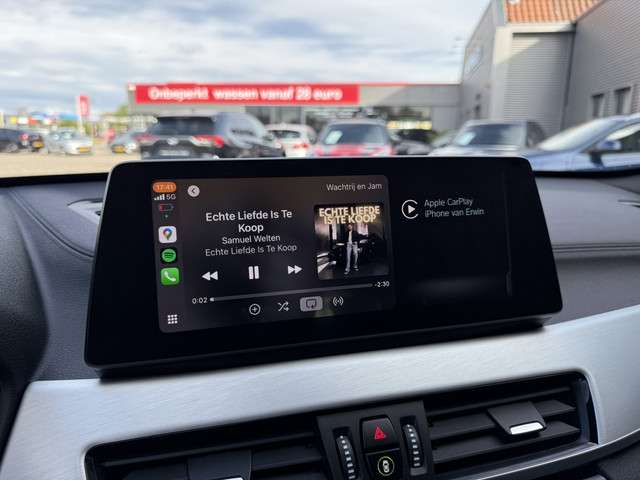 Onbeperkt wassen vanaf 28 euro
17:41
5G
Wachtrij en Jam
Echte Liefde Is Te
Koop
Samuel Welten
Echte Liefde Is Te Koop
ECHTE LIEFDE
IS TE KOOP
0:02
-2:30
Apple CarPlay
iPhone van Erwin